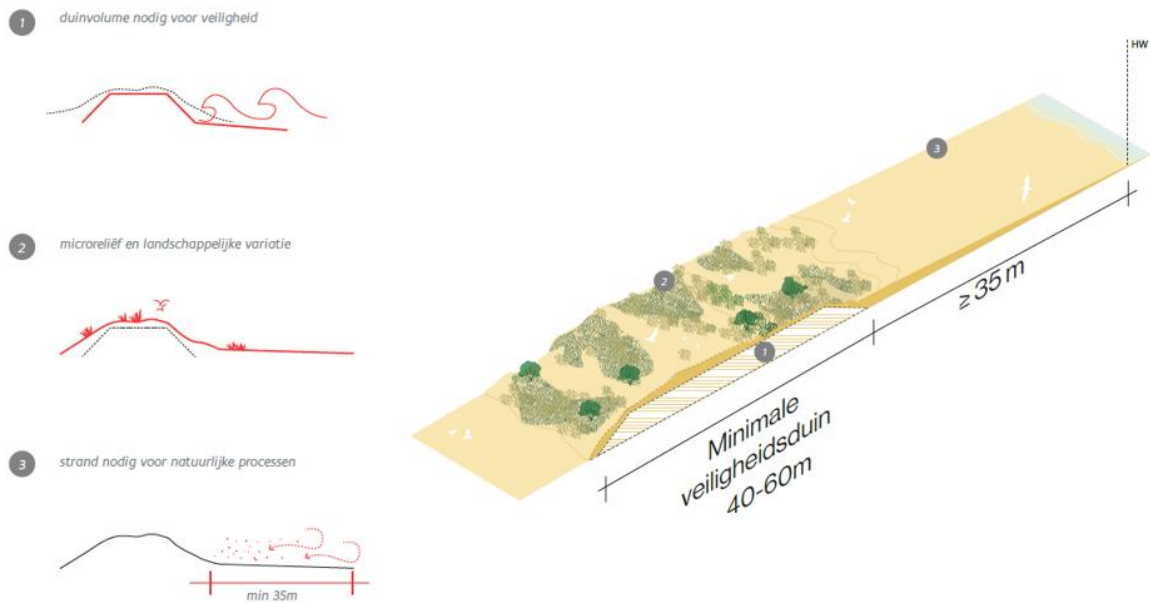 1 duinvolume nodig voor veiligheid
2 microreliëf en landschappelijke variatie
3 strand nodig voor natuurlijke processen
min 35m
HW
3
2
1
≥ 35 m
Minimale
veiligheidsduin
40-60m